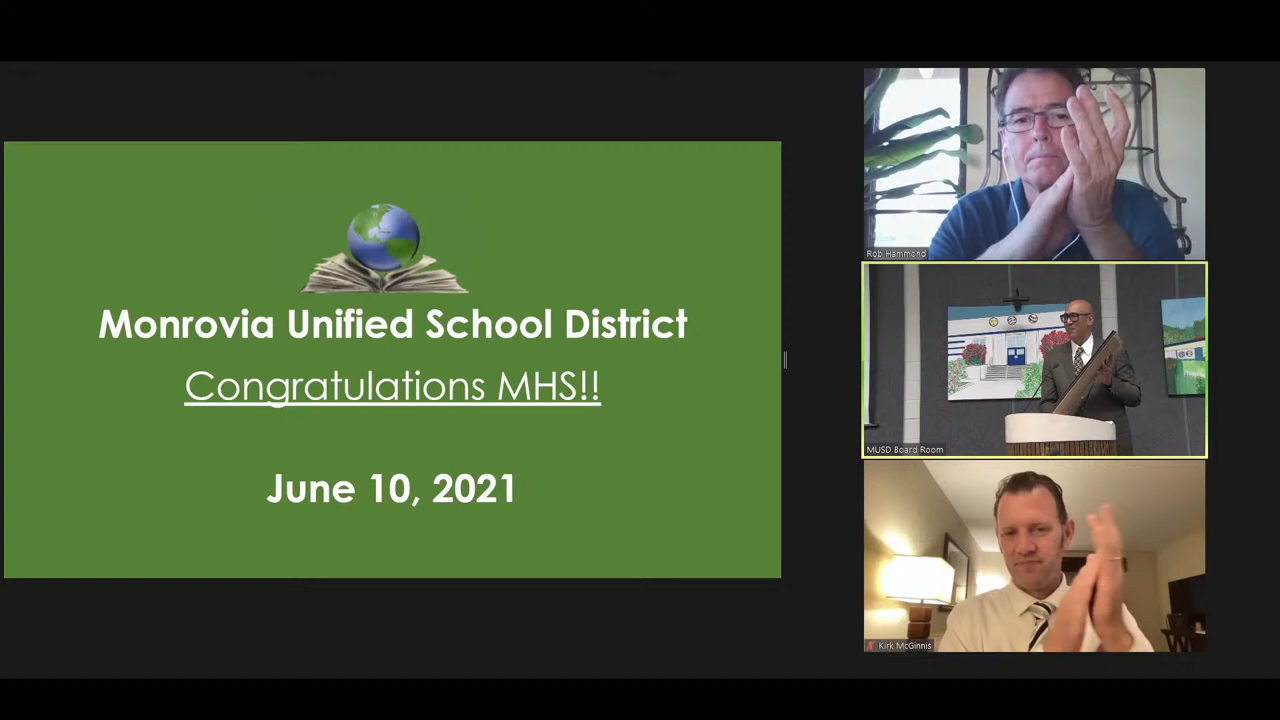 Monrovia Unified School District
Congratulations MHS!!
June 10, 2021
Rob Hammond
MUSD Board Room
Kirk McGinnis